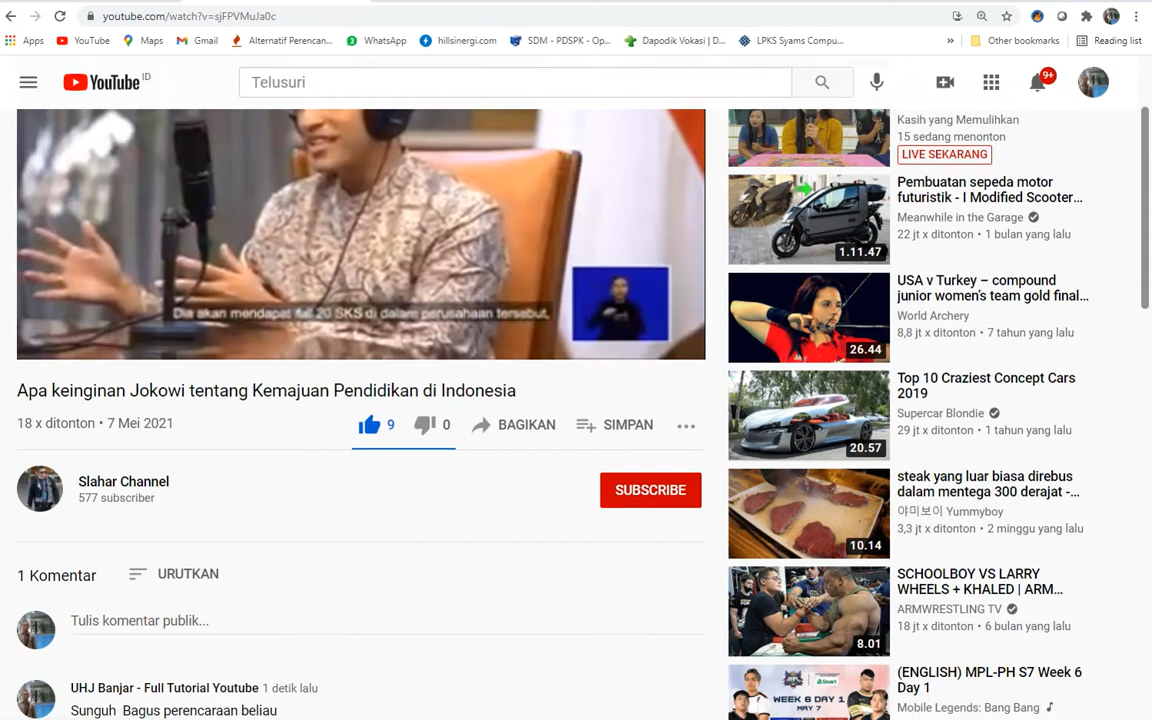 youtube.com/watch?v=sjFPVMuJa0c
Apps YouTube Maps Gmail Alternatif Perencan... WhatsApp hillsinergi.com SDM - PDSPK - Op... Dapodik Vokasi | D... LPKS Syams Compu... » Other bookmarks Reading list
YouTube ID
Telusuri
9+
Dia akan mendapat full 20 SKS di dalam perusahaan tersebut,
Apa keinginan Jokowi tentang Kemajuan Pendidikan di Indonesia
18 x ditonton • 7 Mei 2021
9 0 BAGIKAN SIMPAN
Slahar Channel
577 subscriber
SUBSCRIBE
1 Komentar URUTKAN
Tulis komentar publik...
UHJ Banjar - Full Tutorial Youtube 1 detik lalu
Sunguh Bagus perencaraan beliau
Kasih yang Memulihkan
15 sedang menonton
LIVE SEKARANG
Pembuatan sepeda motor
futuristik - I Modified Scooter...
Meanwhile in the Garage
22 jt x ditonton • 1 bulan yang lalu
1.11.47
USA v Turkey – compound
junior women's team gold final...
World Archery
8,8 jt x ditonton • 7 tahun yang lalu
26.44
Top 10 Craziest Concept Cars
2019
Supercar Blondie
29 jt x ditonton • 1 tahun yang lalu
20.57
steak yang luar biasa direbus
dalam mentega 300 derajat -...
야미보이 Yummyboy
3,3 jt x ditonton • 2 minggu yang lalu
10.14
SCHOOLBOY VS LARRY
WHEELS + KHALED | ARM...
ARMWRESTLING TV
18 jt x ditonton • 6 bulan yang lalu
8.01
(ENGLISH) MPL-PH S7 Week 6
Day 1
Mobile Legends: Bang Bang
Smart
WEEK 6 DAY 1
MAY 7